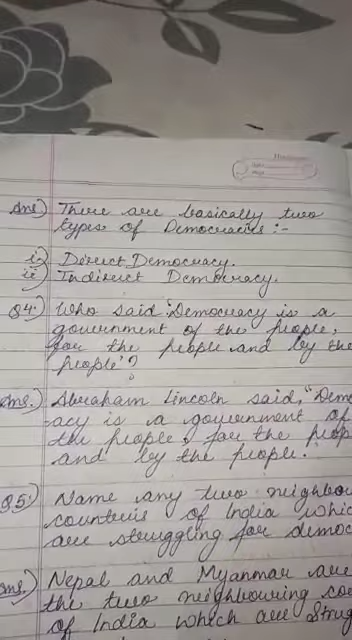 Ans) There are basically two
types of Democracies :-
i) Direct Democracy.
ii) Indirect Democracy.
Q4:) Who said 'Democracy is a
government of the people,
for the people and by the
people'?
Ans.) Abraham Lincoln said, "Demo
acy is a government of
the people, for the peop
and by the people."
Q5:) Name any two neighbou
countries of India whic
are struggling for democ
Ans.) Nepal and Myanmar are
the two neighbouring co
of India which are strug